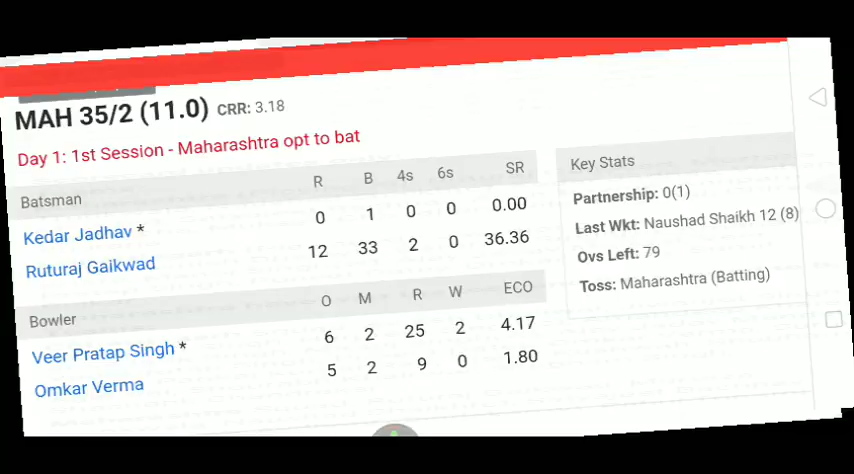 MAH 35/2 (11.0) CRR: 3.18
Day 1: 1st Session - Maharashtra opt to bat
Batsman R B 4s 6s SR
Kedar Jadhav * 0 1 0 0 0.00
Ruturaj Gaikwad 12 33 2 0 36.36
Bowler O M R W ECO
Veer Pratap Singh * 6 2 25 2 4.17
Omkar Verma 5 2 9 0 1.80
Key Stats
Partnership: 0(1)
Last Wkt: Naushad Shaikh 12 (8)
Ovs Left: 79
Toss: Maharashtra (Batting)